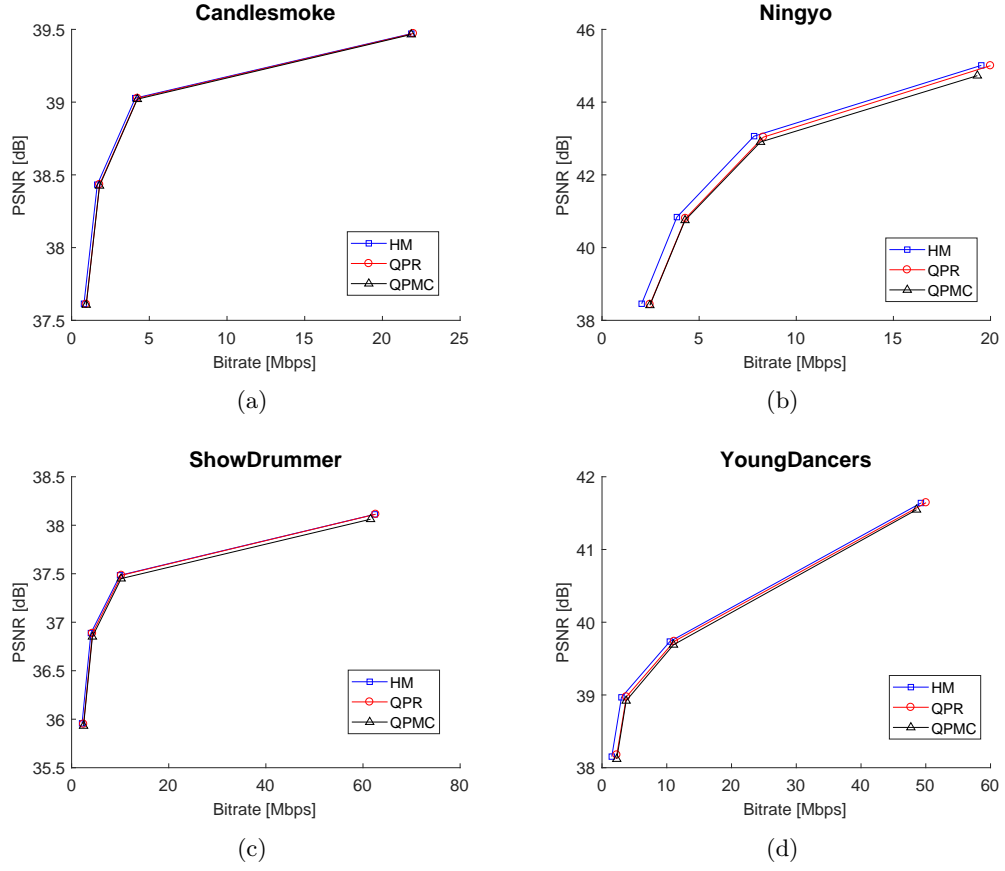 Candlesmoke
39.5
39
38.5
38
37.5
PSNR [dB]
0 5 10 15 20 25
Bitrate [Mbps]
HM
QPR
QPMC
(a)
Ningyo
46
44
42
40
38
PSNR [dB]
0 5 10 15 20
Bitrate [Mbps]
HM
QPR
QPMC
(b)
ShowDrummer
38.5
38
37.5
37
36.5
36
35.5
PSNR [dB]
0 20 40 60 80
Bitrate [Mbps]
HM
QPR
QPMC
(c)
YoungDancers
42
41
40
39
38
PSNR [dB]
0 10 20 30 40 50 60
Bitrate [Mbps]
HM
QPR
QPMC
(d)